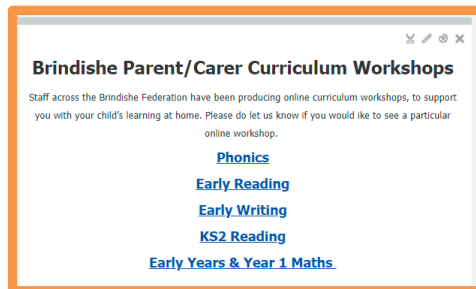 Brindishe Parent/Carer Curriculum Workshops
Staff across the Brindishe Federation have been producing online curriculum workshops, to support
you with your child's learning at home. Please do let us know if you would ike to see a particular
online workshop.
Phonics
Early Reading
Early Writing
KS2 Reading
Early Years & Year 1 Maths